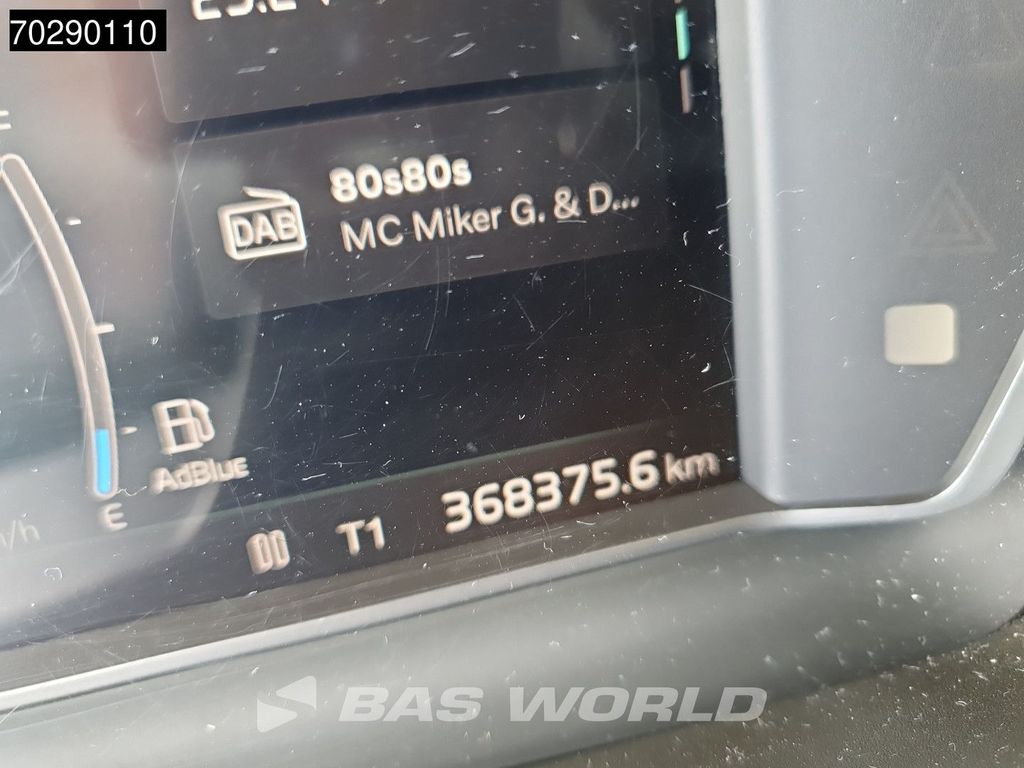 70290110
80s80s
DAB
MC Miker G. & D...
AdBlue
E
T1
368375.6 km
BAS WORLD